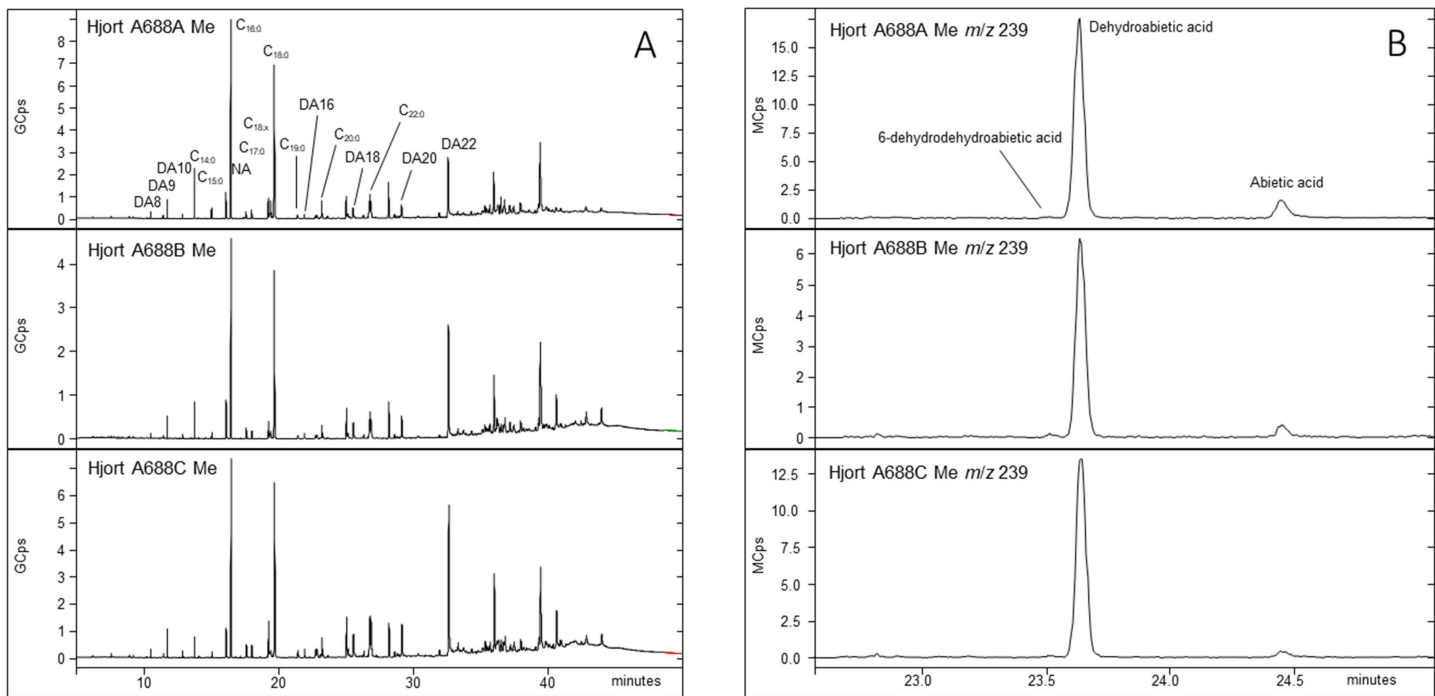 Hjort A688A Me
A
GCps
9
8
7
6
5
4
3
2
1
0
DA8
DA9
DA10
C14:0
C15:0
NA
C16:0
C17:0
C18:x
C18:0
C19:0
DA16
C20:0
DA18
C22:0
DA20
DA22
Hjort A688B Me
GCps
4
3
2
1
0
Hjort A688C Me
GCps
7
6
5
4
3
2
1
0
10 20 30 40 minutes
Hjort A688A Me m/z 239
B
MCps
15.0
12.5
10.0
7.5
5.0
2.5
0.0
Dehydroabietic acid
6-dehydrodehydroabietic acid
Abietic acid
Hjort A688B Me m/z 239
MCps
6
5
4
3
2
1
0
Hjort A688C Me m/z 239
MCps
12.5
10.0
7.5
5.0
2.5
0.0
23.0 23.5 24.0 24.5 minutes